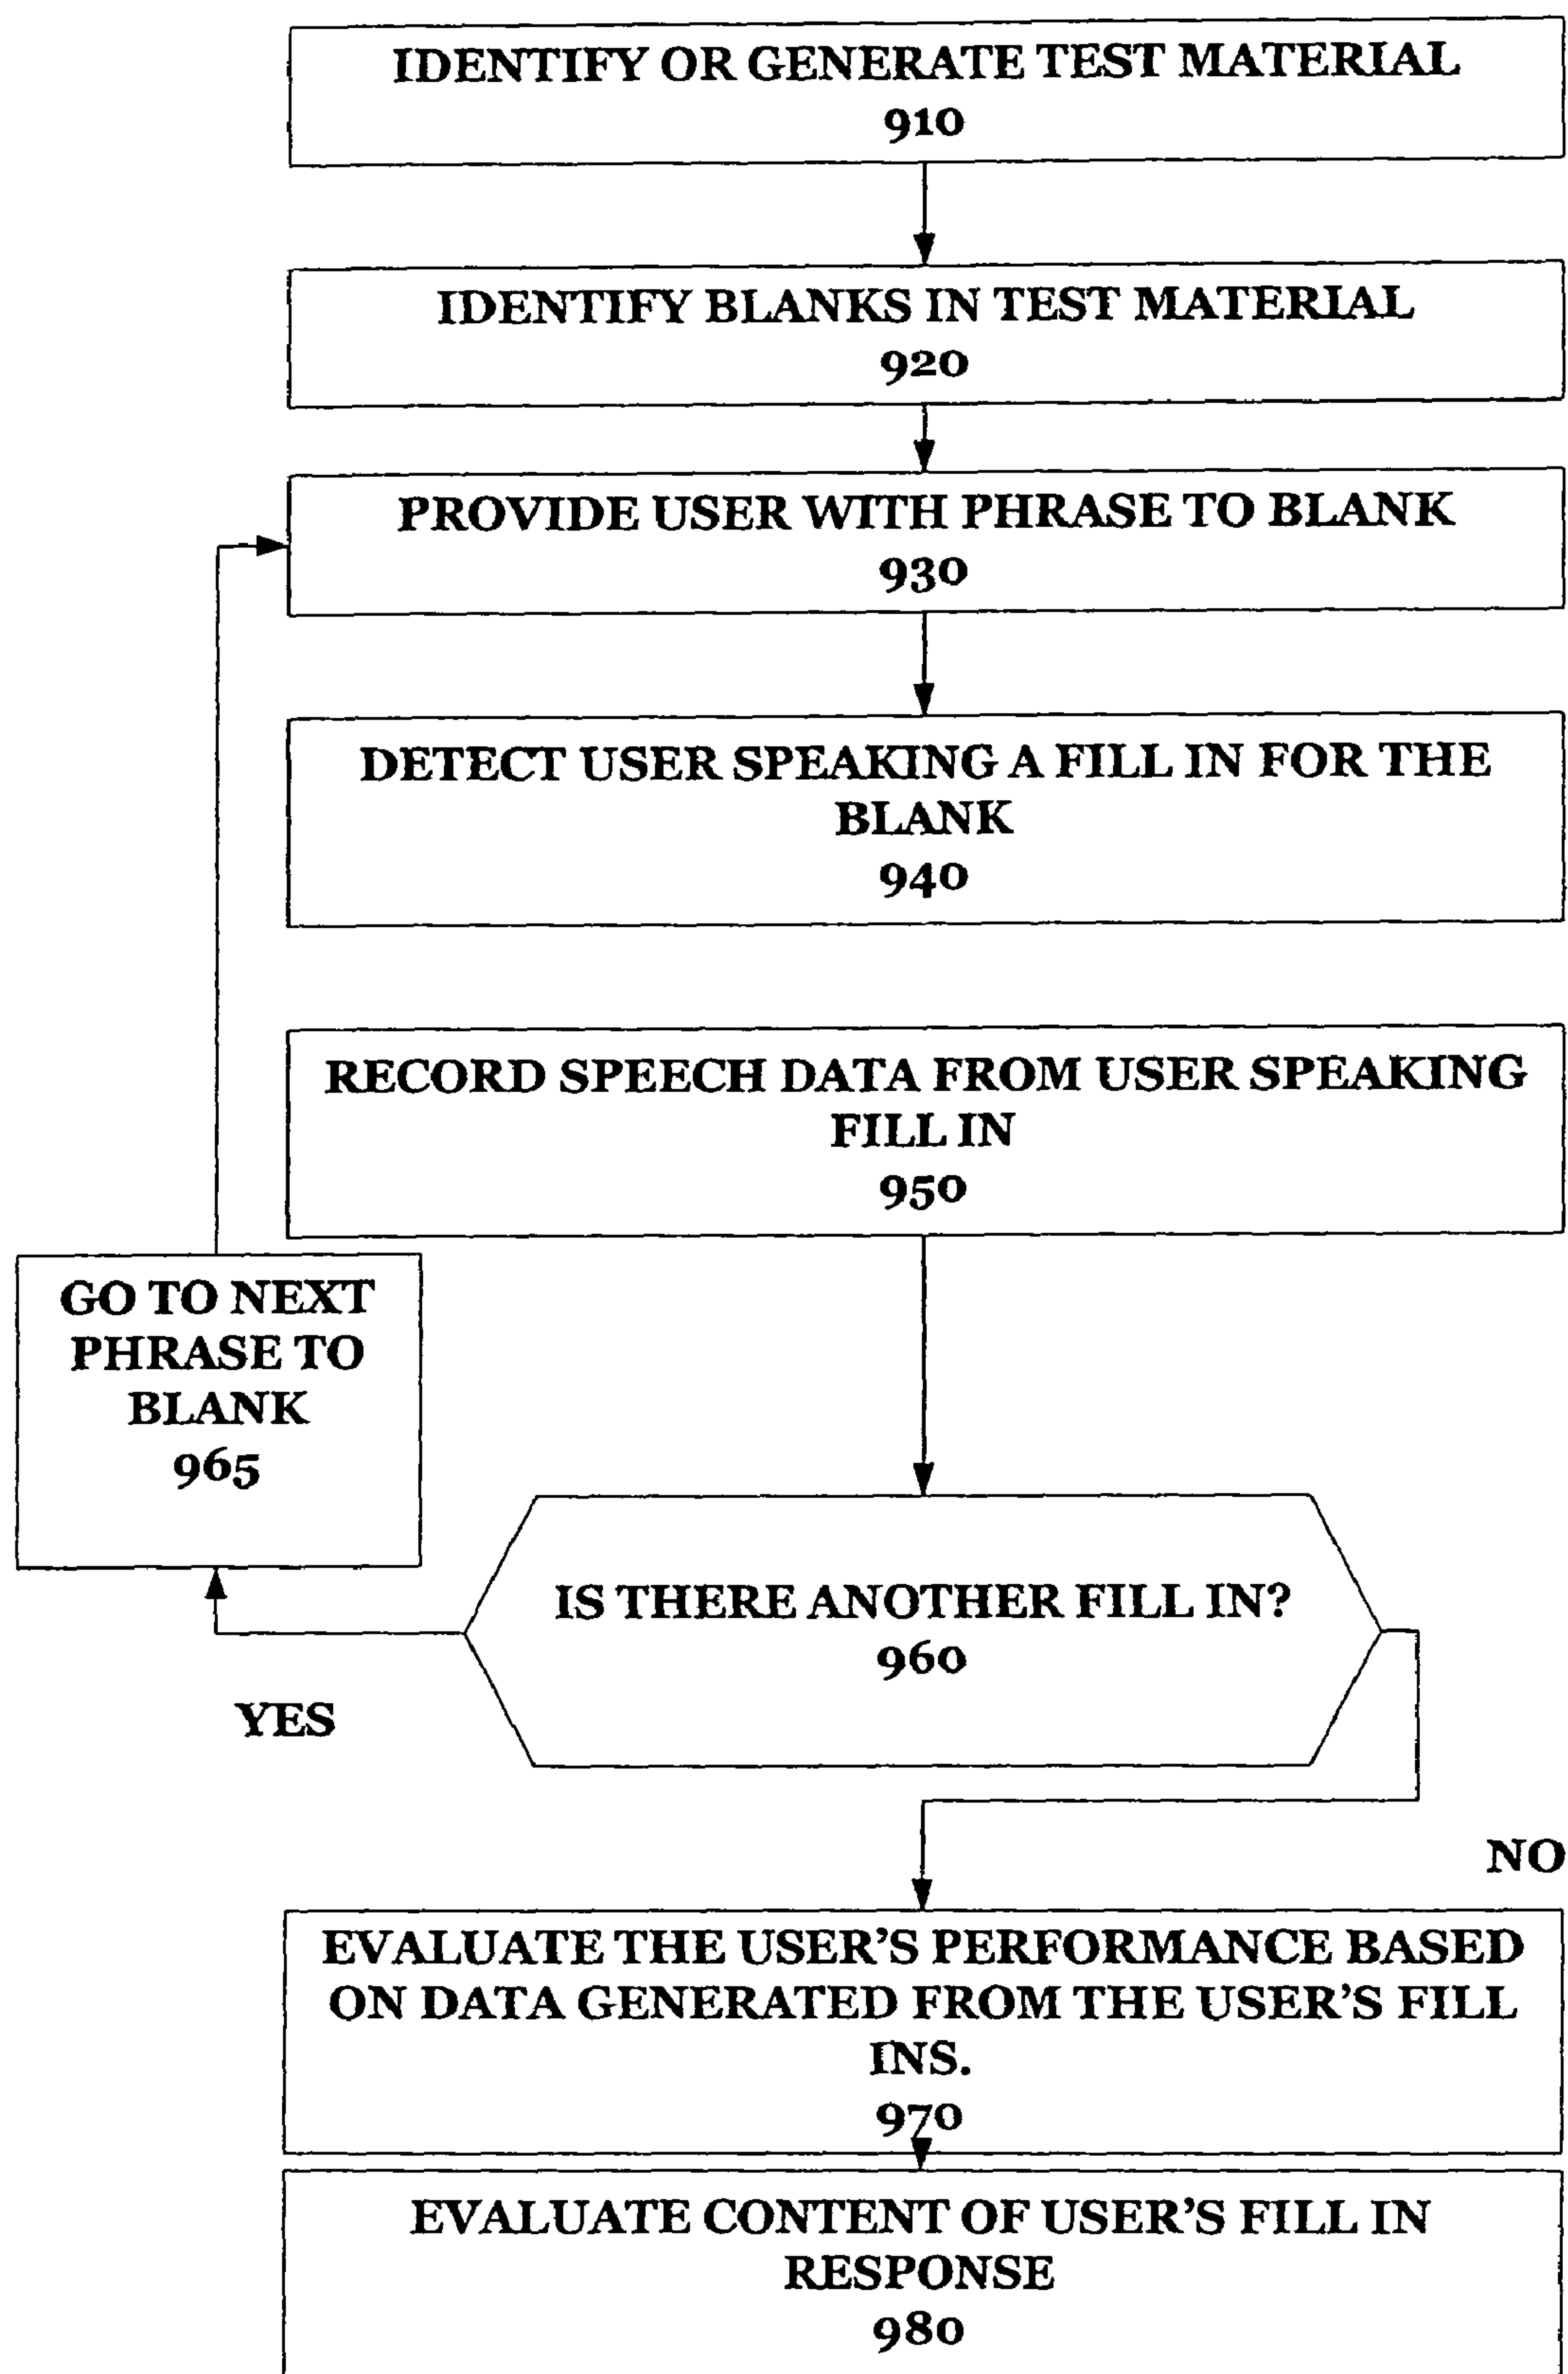 IDENTIFY OR GENERATE TEST MATERIAL
910
IDENTIFY BLANKS IN TEST MATERIAL
920
PROVIDE USER WITH PHRASE TO BLANK
930
DETECT USER SPEAKING A FILL IN FOR THE
BLANK
940
RECORD SPEECH DATA FROM USER SPEAKING
FILL IN
950
GO TO NEXT
PHRASE TO
BLANK
965
IS THERE ANOTHER FILL IN?
960
YES
NO
EVALUATE THE USER'S PERFORMANCE BASED
ON DATA GENERATED FROM THE USER'S FILL
INS.
970
EVALUATE CONTENT OF USER'S FILL IN
RESPONSE
980